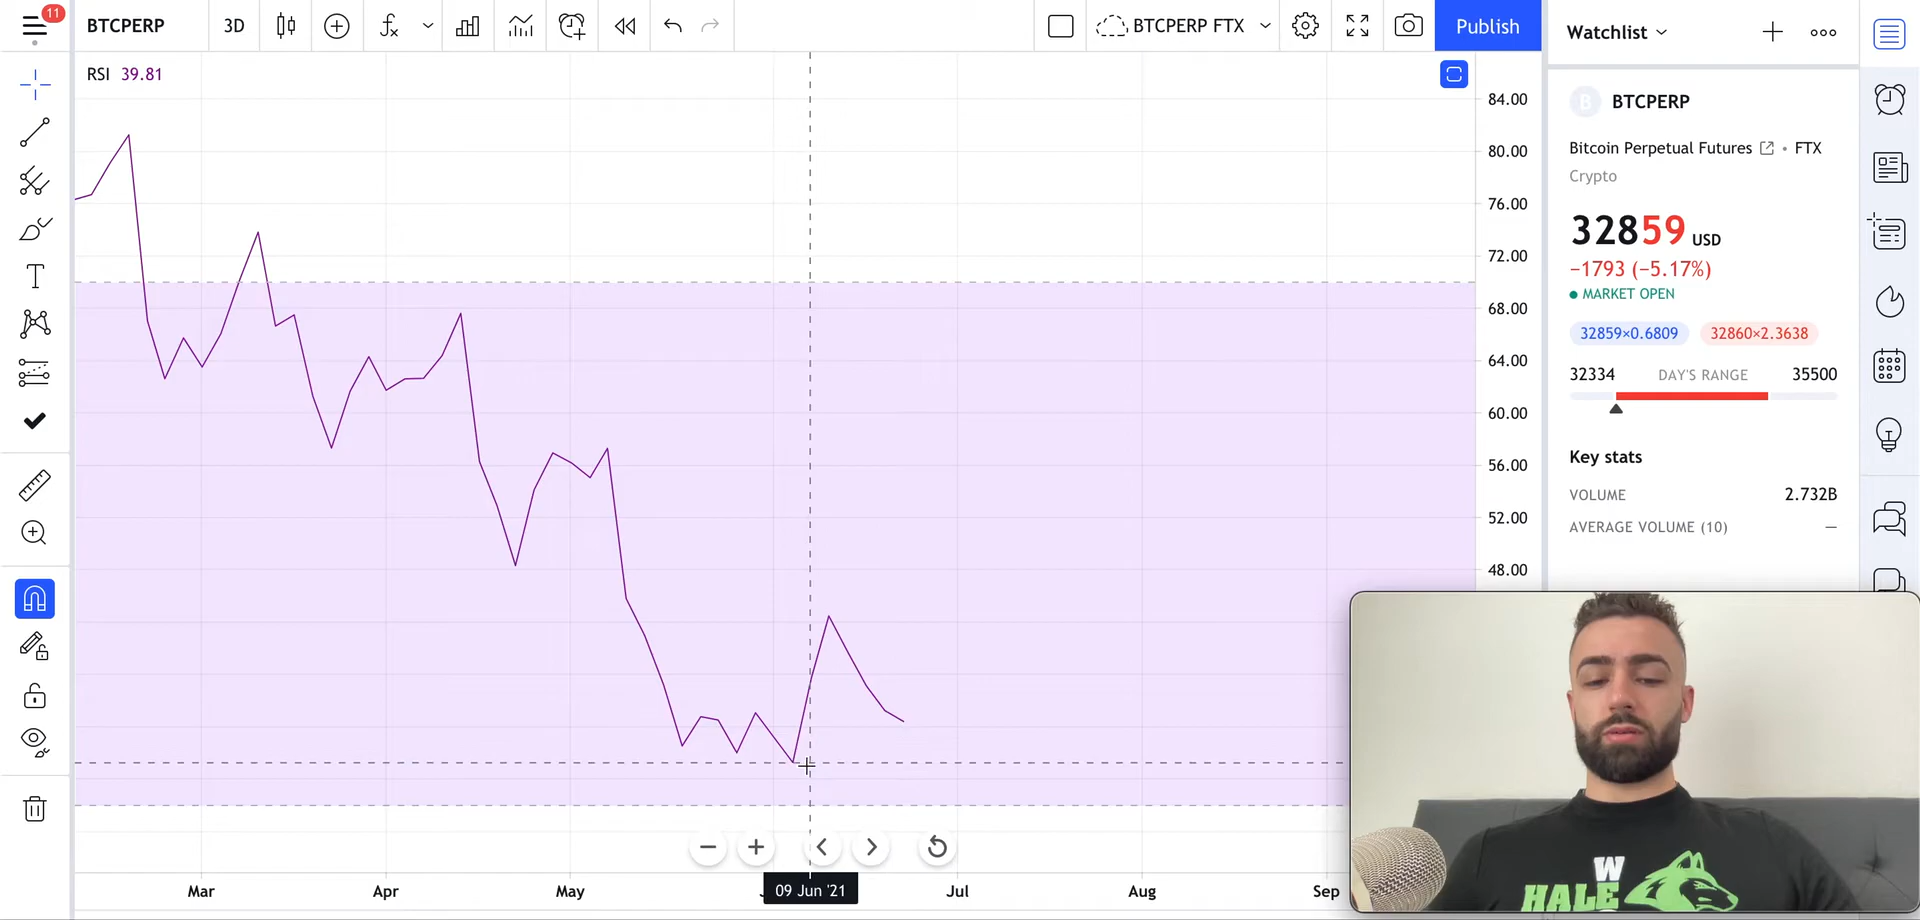 11
BTCPERP
3D
fx
BTCPERP FTX
Publish
Watchlist
RSI 39.81
84.00
80.00
76.00
72.00
68.00
64.00
60.00
56.00
52.00
48.00
Mar
Apr
May
09 Jun '21
Jul
Aug
Sep
B
BTCPERP
Bitcoin Perpetual Futures • FTX
Crypto
32859 USD
−1793 (−5.17%)
MARKET OPEN
32859×0.6809
32860×2.3638
32334 DAY'S RANGE 35500
Key stats
VOLUME 2.732B
AVERAGE VOLUME (10) —
W
HALE